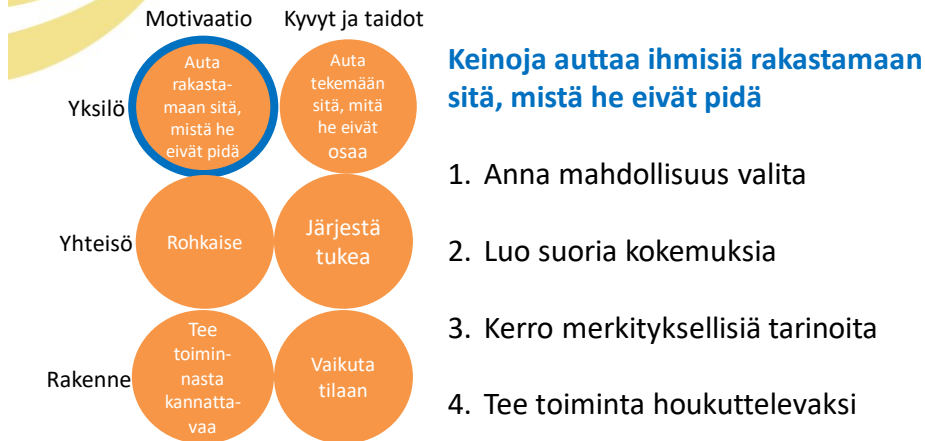 Motivaatio
Kyvyt ja taidot
Yksilö
Auta
rakasta-
maan sitä,
mistä he
eivät pidä
Auta
tekemään
sitä, mitä
he eivät
osaa
Yhteisö
Rohkaise
Järjestä
tukea
Rakenne
Tee
toimin-
nasta
kannatta-
vaa
Vaikuta
tilaan
Keinoja auttaa ihmisiä rakastamaan
sitä, mistä he eivät pidä
1. Anna mahdollisuus valita
2. Luo suoria kokemuksia
3. Kerro merkityksellisiä tarinoita
4. Tee toiminta houkuttelevaksi